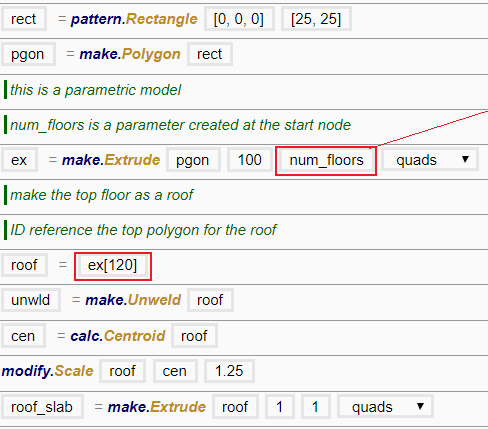 rect = pattern.Rectangle [0, 0, 0] [25, 25]
pgon = make.Polygon rect
this is a parametric model
num_floors is a parameter created at the start node
ex = make.Extrude pgon 100 num_floors quads
make the top floor as a roof
ID reference the top polygon for the roof
roof = ex[120]
unwld = make.Unweld roof
cen = calc.Centroid roof
modify.Scale roof cen 1.25
roof_slab = make.Extrude roof 1 1 quads